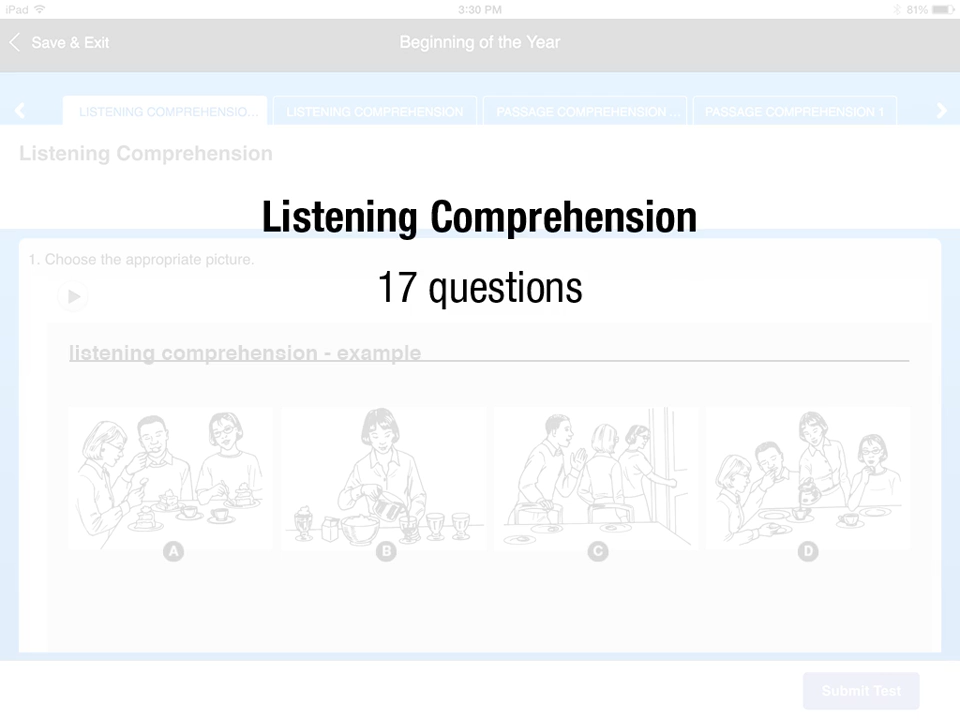 iPad 3:30 PM 81%
Save & Exit Beginning of the Year
LISTENING COMPREHENSIO... LISTENING COMPREHENSION PASSAGE COMPREHENSION ... PASSAGE COMPREHENSION 1
Listening Comprehension
Listening Comprehension
1. Choose the appropriate picture.
17 questions
listening comprehension - example
A B C D
Submit Test